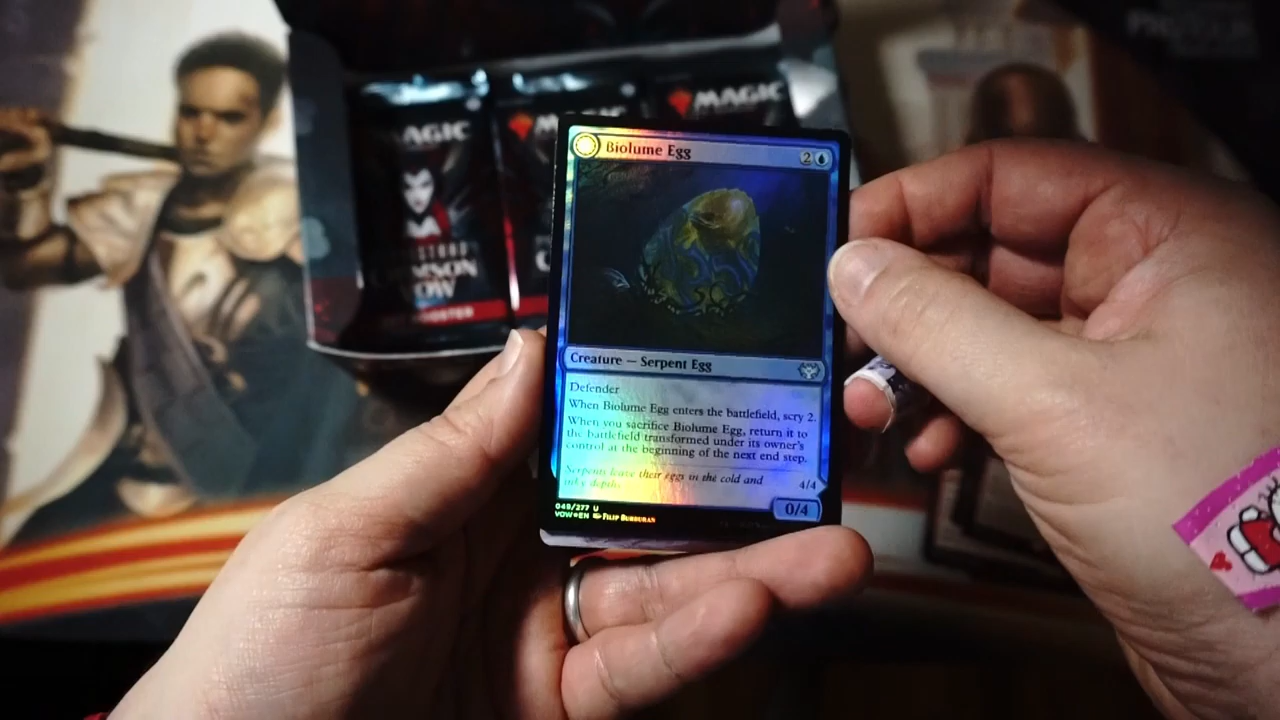 MAGIC
AGIC
M
Biolume Egg
2
Creature — Serpent Egg
Defender
When Biolume Egg enters the battlefield, scry 2.
When you sacrifice Biolume Egg, return it to
the battlefield transformed under its owner's
control at the beginning of the next end step.
Serpents leave their eggs in the cold and
inky depths.
4/4
0/4
049/277 U
VOW EN Filip Burburan